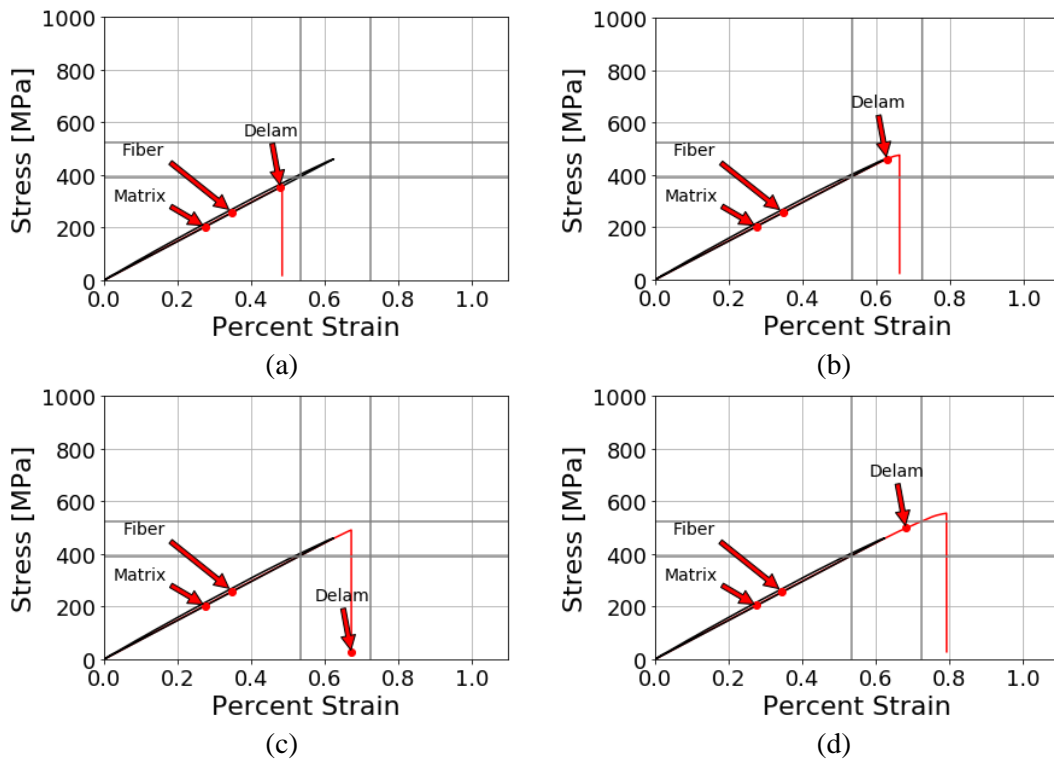 1000
800
600
400
200
0
Stress [MPa]
Delam
Fiber
Matrix
0.0 0.2 0.4 0.6 0.8 1.0
Percent Strain
(a)
1000
800
600
400
200
0
Stress [MPa]
Delam
Fiber
Matrix
0.0 0.2 0.4 0.6 0.8 1.0
Percent Strain
(b)
1000
800
600
400
200
0
Stress [MPa]
Fiber
Matrix
Delam
0.0 0.2 0.4 0.6 0.8 1.0
Percent Strain
(c)
1000
800
600
400
200
0
Stress [MPa]
Delam
Fiber
Matrix
0.0 0.2 0.4 0.6 0.8 1.0
Percent Strain
(d)